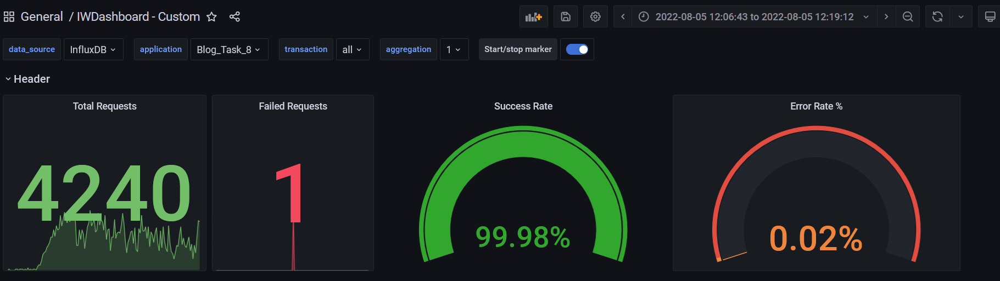 General / IWDashboard - Custom
2022-08-05 12:06:43 to 2022-08-05 12:19:12
data_source InfluxDB application Blog_Task_8 transaction all aggregation 1 Start/stop marker
Header
Total Requests
4240
Failed Requests
1
Success Rate
99.98%
Error Rate %
0.02%